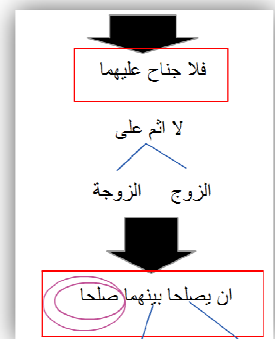 فلا جناح عليهما
لا اثم على
الزوج الزوجة
ان يصلحا بينهما صلحا